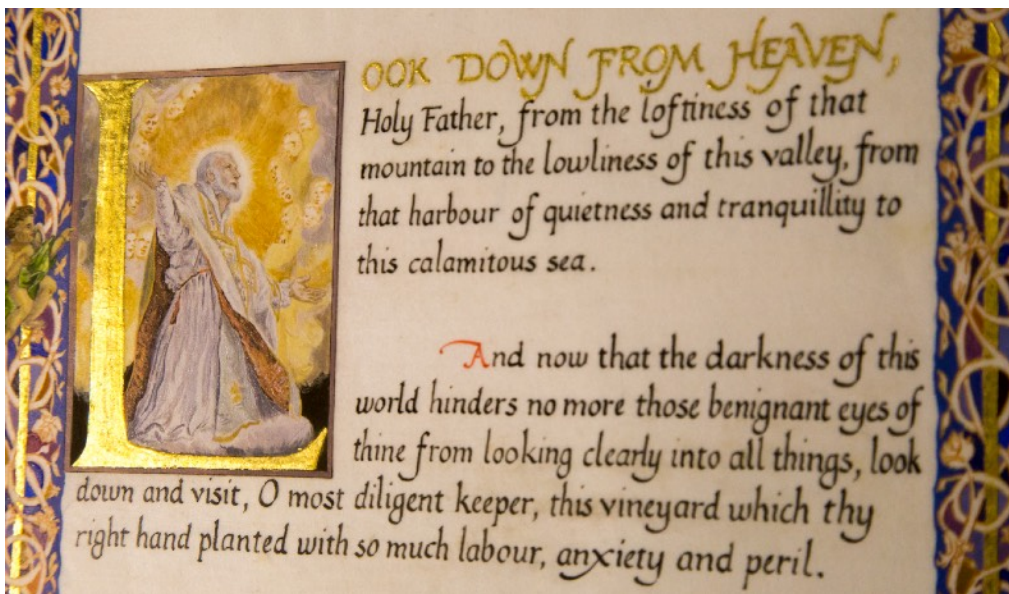 LOOK DOWN FROM HEAVEN,
Holy Father, from the loftiness of that
mountain to the lowliness of this valley, from
that harbour of quietness and tranquillity to
this calamitous sea.
And now that the darkness of this
world hinders no more those benignant eyes of
thine from looking clearly into all things, look
down and visit, O most diligent keeper, this vineyard which thy
right hand planted with so much labour, anxiety and peril.